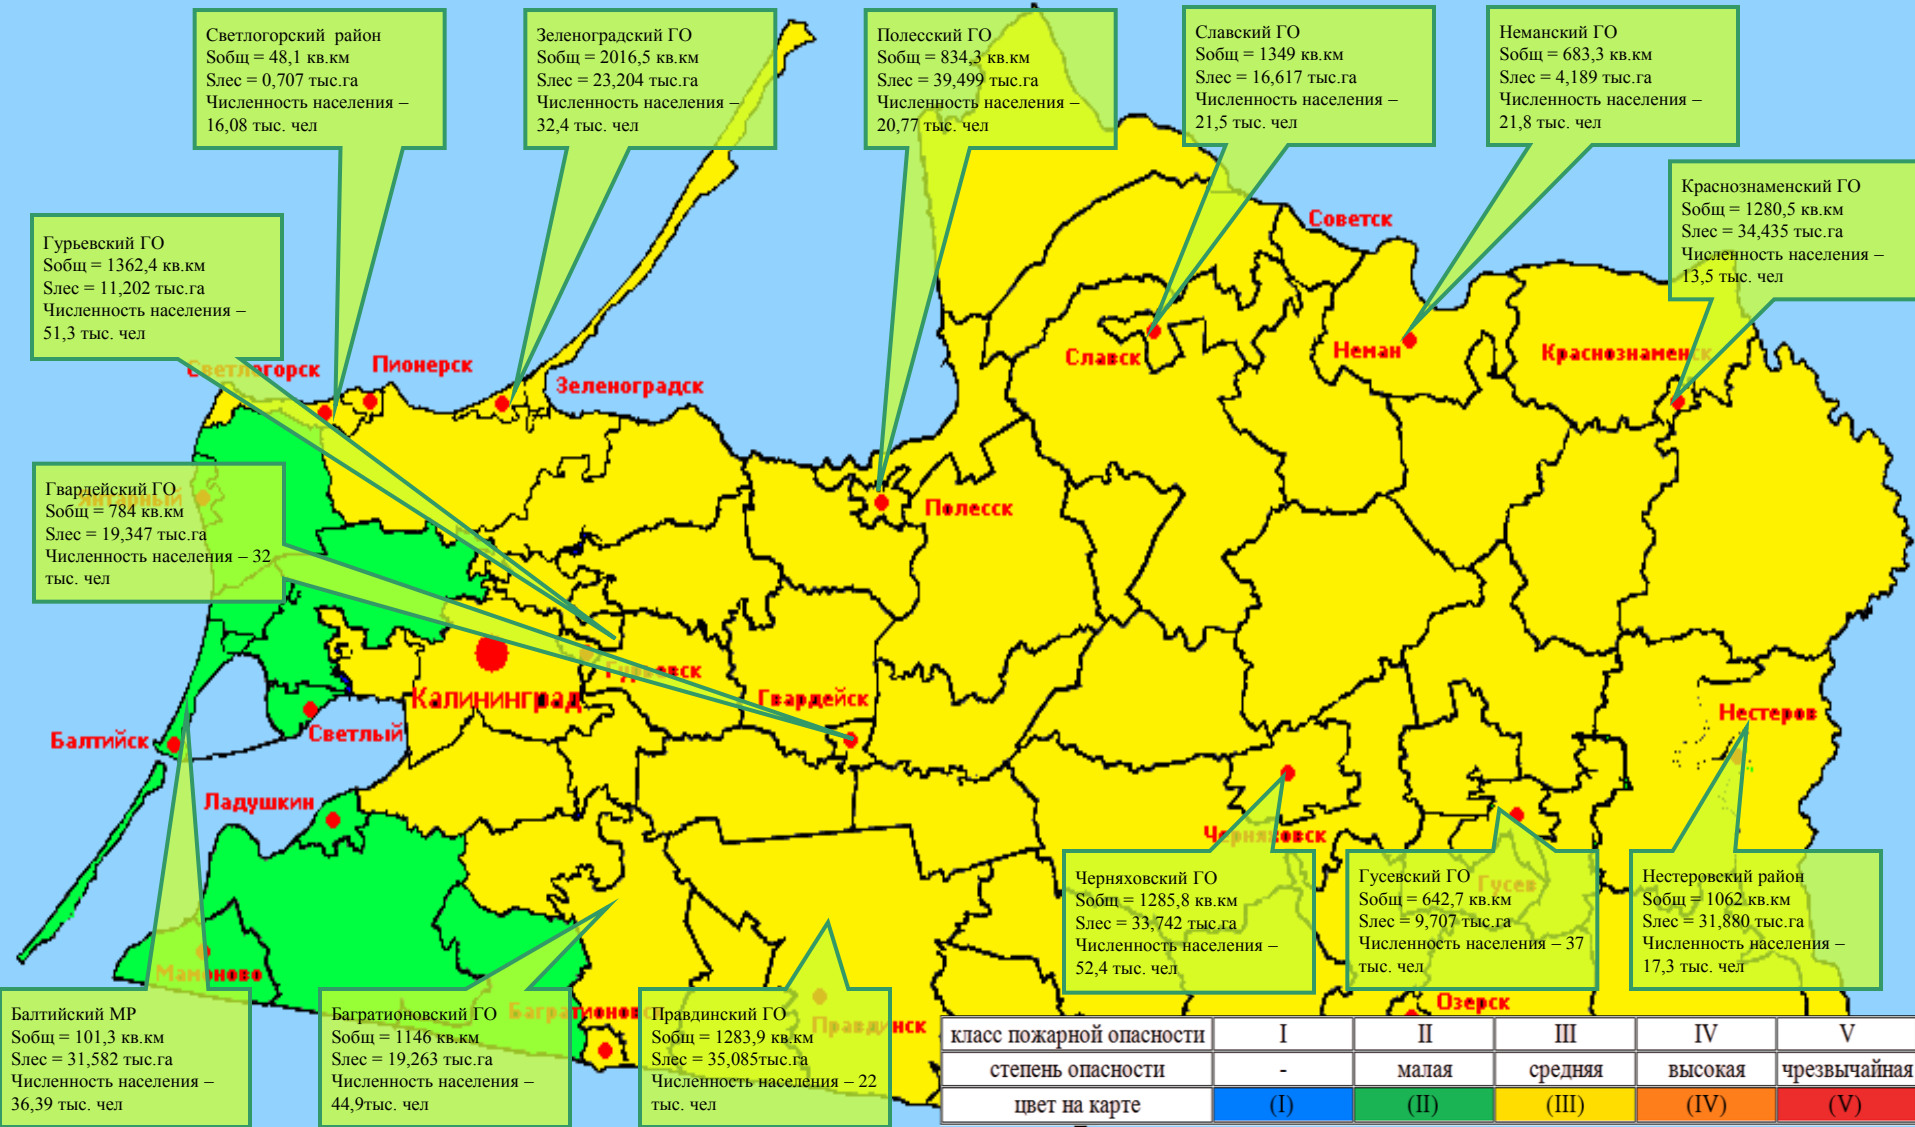 Светлогорский  район
Sобщ = 48,1 кв.км
Sлес = 0,707 тыс.га
Численность населения –
16,08 тыс. чел
Зеленоградский ГО
Sобщ = 2016,5 кв.км
Sлес = 23,204 тыс.га
Численность населения –
32,4 тыс. чел
Полесский ГО
Sобщ = 834,3 кв.км
Sлес = 39,499 тыс.га
Численность населения –
20,77 тыс. чел
Славский ГО
Sобщ = 1349 кв.км
Sлес = 16,617 тыс.га
Численность населения –
21,5 тыс. чел
Неманский ГО
Sобщ = 683,3 кв.км
Sлес = 4,189 тыс.га
Численность населения –
21,8 тыс. чел
Краснознаменский ГО
Sобщ = 1280,5 кв.км
Sлес = 34,435 тыс.га
Численность населения –
13,5 тыс. чел
Гурьевский ГО
Sобщ = 1362,4 кв.км
Sлес = 11,202 тыс.га
Численность населения –
51,3 тыс. чел
Советск
Светлогорск
Пионерск
Зеленоградск
Славск
Неман
Краснознаменск
Гвардейский ГО
Sобщ = 784 кв.км
Sлес = 19,347 тыс.га
Численность населения – 32
тыс. чел
Янтарный
Полесск
Гурьевск
Калининград
Гвардейск
Нестеров
Балтийск
Светлый
Ладушкин
Черняховск
Гусев
Мамоново
Багратионовс
Правдинск
Озерск
Черняховский ГО
Sобщ = 1285,8 кв.км
Sлес = 33,742 тыс.га
Численность населения –
52,4 тыс. чел
Гусевский ГО
Sобщ = 642,7 кв.км
Sлес = 9,707 тыс.га
Численность населения – 37
тыс. чел
Нестеровский район
Sобщ = 1062 кв.км
Sлес = 31,880 тыс.га
Численность населения –
17,3 тыс. чел
Балтийский МР
Sобщ = 101,3 кв.км
Sлес = 31,582 тыс.га
Численность населения –
36,39 тыс. чел
Багратионовский ГО
Sобщ = 1146 кв.км
Sлес = 19,263 тыс.га
Численность населения –
44,9тыс. чел
Правдинский ГО
Sобщ = 1283,9 кв.км
Sлес = 35,085тыс.га
Численность населения – 22
тыс. чел
класс пожарной опасности I II III IV V
степень опасности - малая средняя высокая чрезвычайная
цвет на карте (I) (II) (III) (IV) (V)